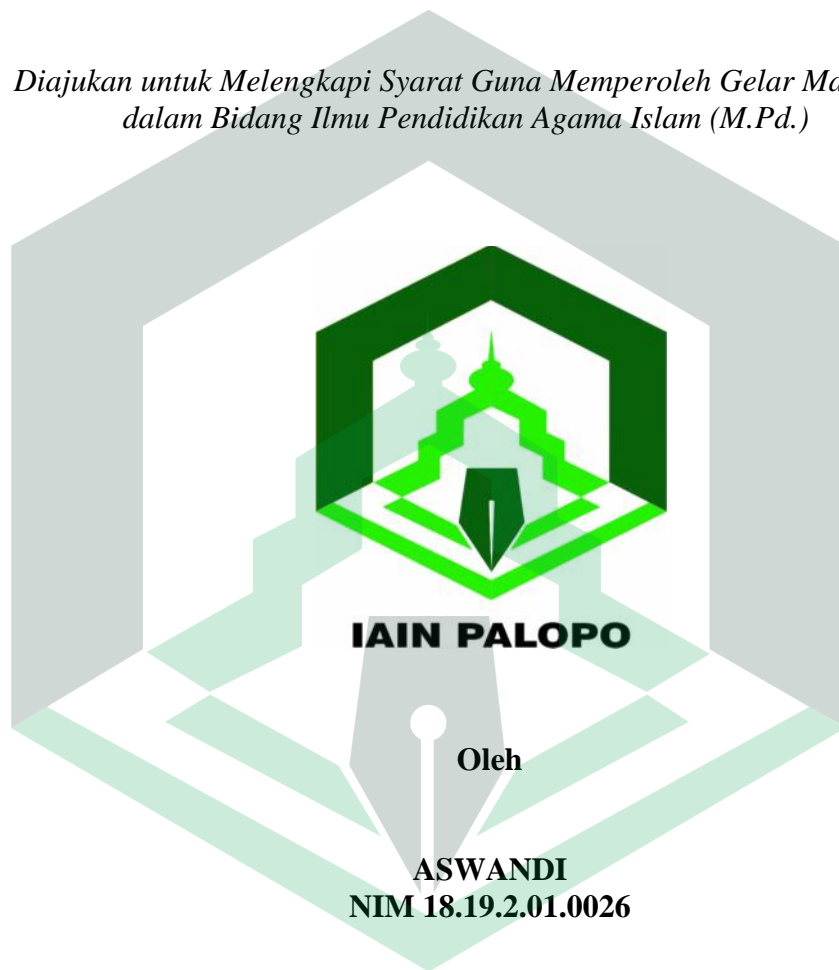 Diajukan untuk Melengkapi Syarat Guna Memperoleh Gelar
dalam Bidang Ilmu Pendidikan Agama Islam (M.Pd.)
IAIN PALOPO
Oleh
ASWANDI
NIM 18.19.2.01.0026